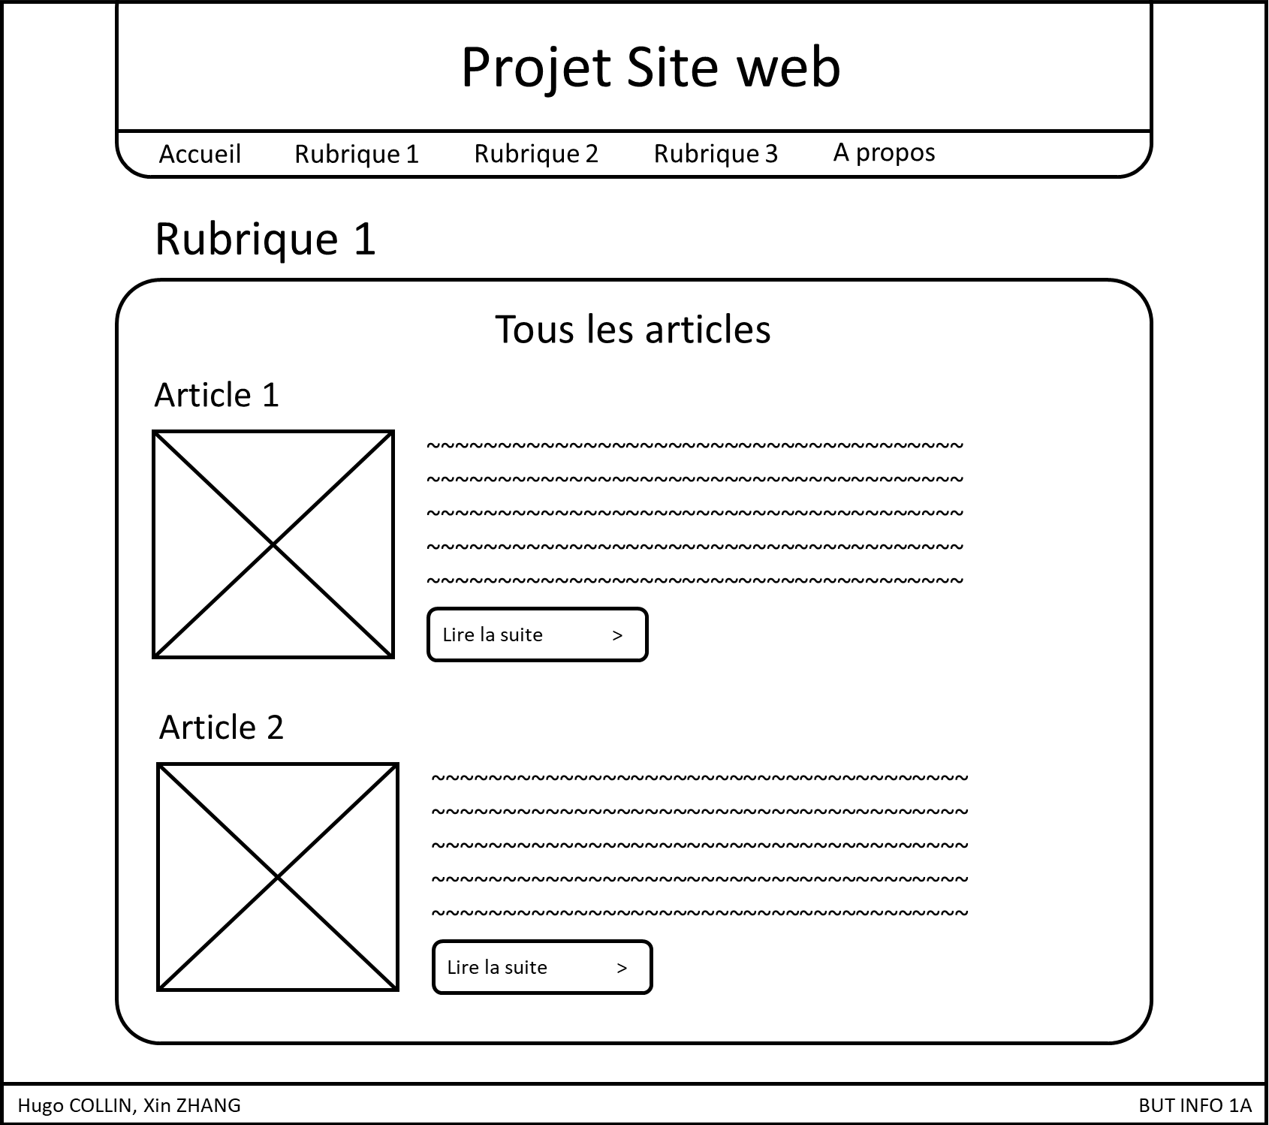 Projet Site web
Accueil Rubrique 1 Rubrique 2 Rubrique 3 A propos
Rubrique 1
Tous les articles
Article 1
~~~~~~~~~~~~~~~~~~~~~~~~~~~~~~~~~~~~~~
~~~~~~~~~~~~~~~~~~~~~~~~~~~~~~~~~~~~~~
~~~~~~~~~~~~~~~~~~~~~~~~~~~~~~~~~~~~~~
~~~~~~~~~~~~~~~~~~~~~~~~~~~~~~~~~~~~~~
~~~~~~~~~~~~~~~~~~~~~~~~~~~~~~~~~~~~~~
Lire la suite >
Article 2
~~~~~~~~~~~~~~~~~~~~~~~~~~~~~~~~~~~~~~
~~~~~~~~~~~~~~~~~~~~~~~~~~~~~~~~~~~~~~
~~~~~~~~~~~~~~~~~~~~~~~~~~~~~~~~~~~~~~
~~~~~~~~~~~~~~~~~~~~~~~~~~~~~~~~~~~~~~
~~~~~~~~~~~~~~~~~~~~~~~~~~~~~~~~~~~~~~
Lire la suite >
Hugo COLLIN, Xin ZHANG BUT INFO 1A